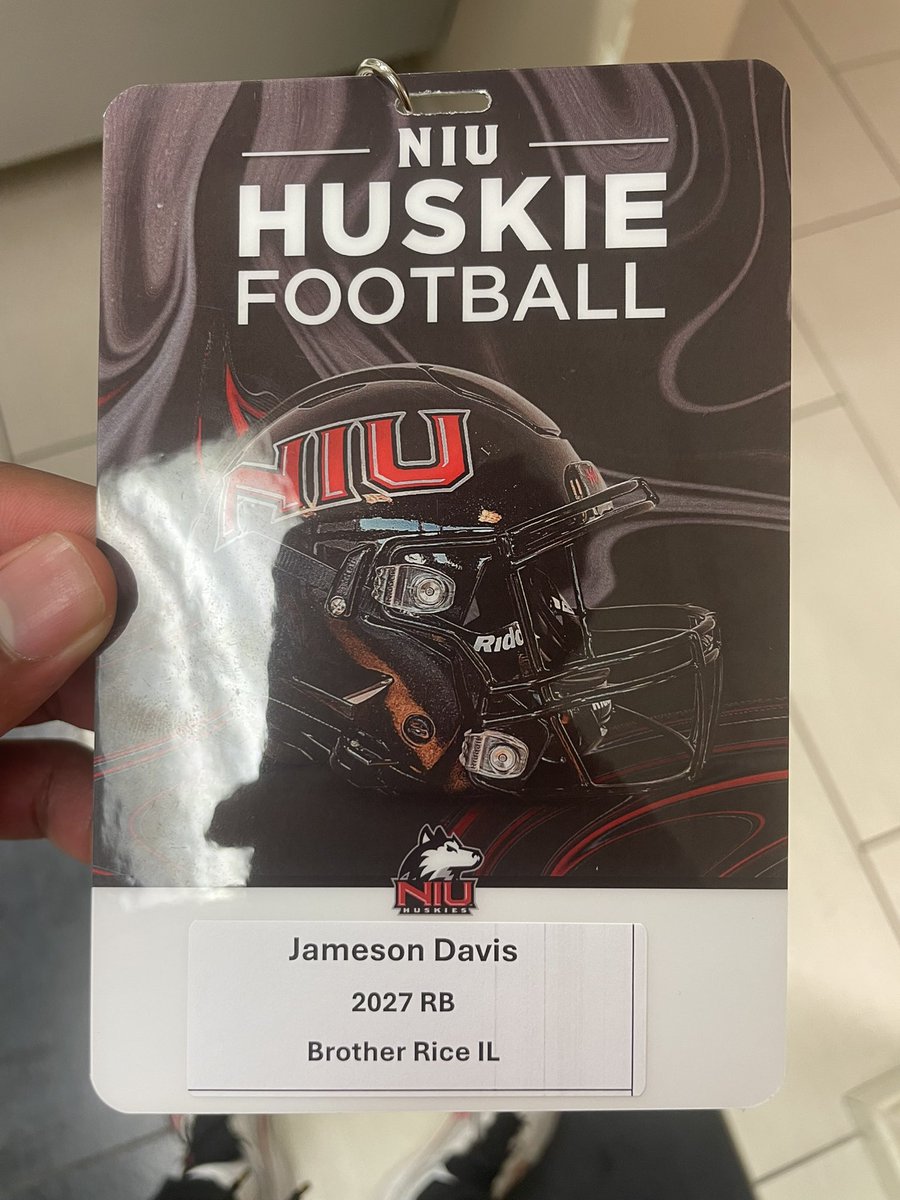 NIU
HUSKIE
FOOTBALL
NIU
Ridd
NIU
HUSKIES
Jameson Davis
2027 RB
Brother Rice IL